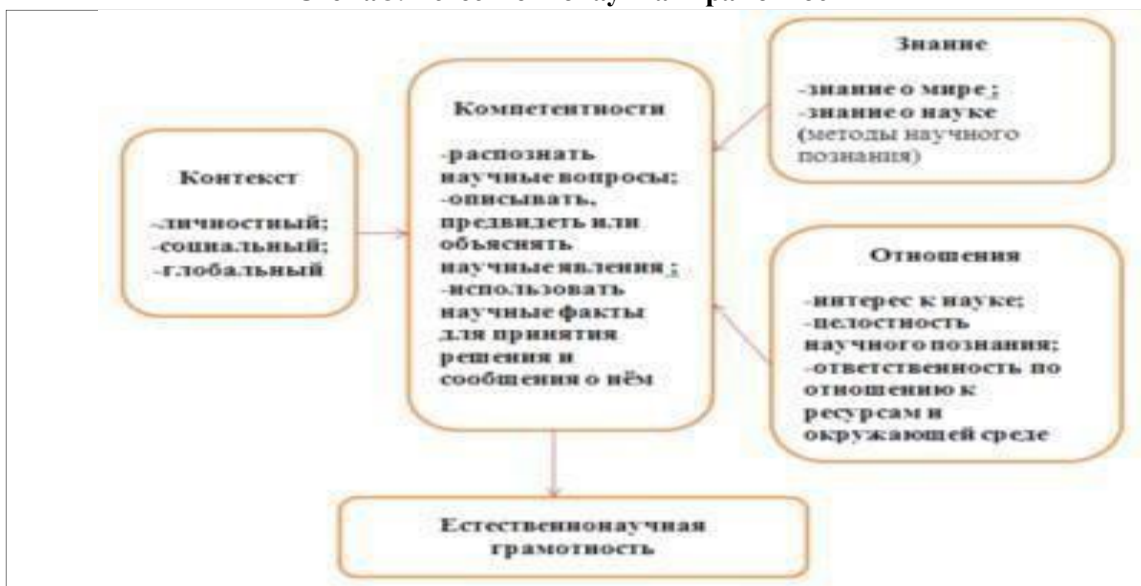 Контекст
-личностный;
-социальный;
-глобальный
Компетентности
-распознать
научные вопросы;
-описывать,
предвидеть или
объяснять
научные явления ;
-использовать
научные факты
для принятия
решения и
сообщения о нём
Знание
-знание о мире ;
-знание о науке
(методы научного
познания)
Отношения
-интерес к науке;
-целостность
научного познания;
-ответственность по
отношению к
ресурсам и
окружающей среде
Естественнонаучная
грамотность